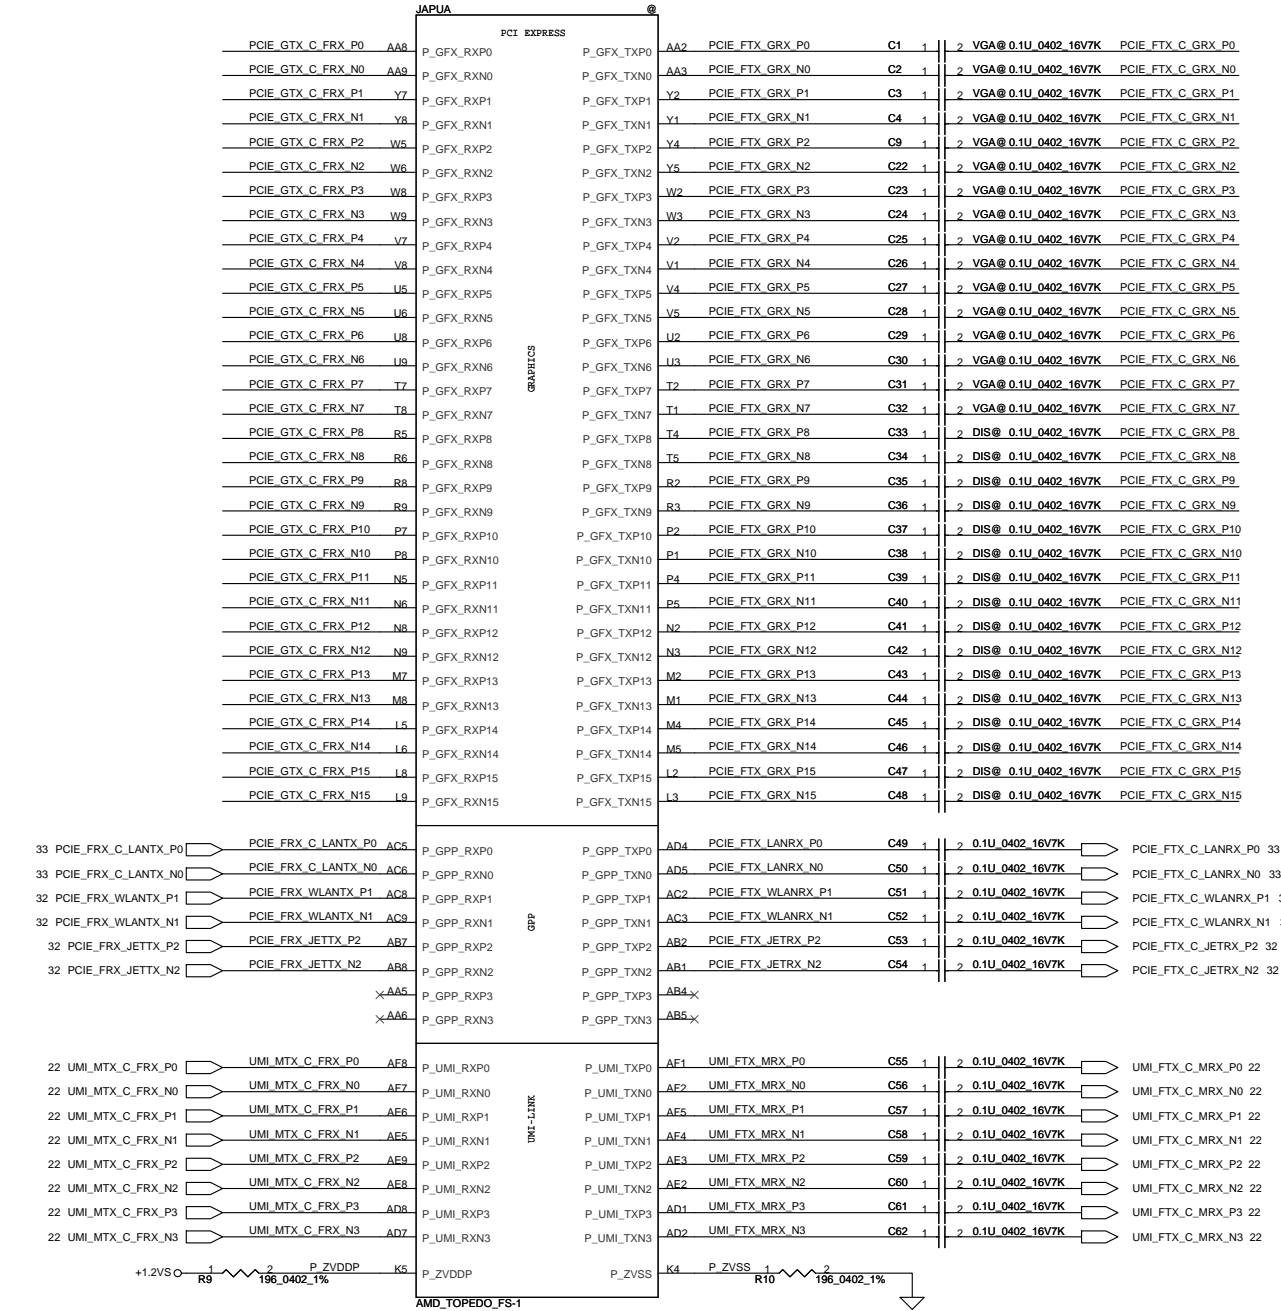 JAPUA @
PCI EXPRESS
PCIE_GTX_C_FRX_P0 AA8 P_GFX_RXP0 P_GFX_TXP0 AA2 PCIE_FTX_GRX_P0 C1 1 2 VGA@ 0.1U_0402_16V7K PCIE_FTX_C_GRX_P0
PCIE_GTX_C_FRX_N0 AA9 P_GFX_RXN0 P_GFX_TXN0 AA3 PCIE_FTX_GRX_N0 C2 1 2 VGA@ 0.1U_0402_16V7K PCIE_FTX_C_GRX_N0
PCIE_GTX_C_FRX_P1 Y7 P_GFX_RXP1 P_GFX_TXP1 Y2 PCIE_FTX_GRX_P1 C3 1 2 VGA@ 0.1U_0402_16V7K PCIE_FTX_C_GRX_P1
PCIE_GTX_C_FRX_N1 Y8 P_GFX_RXN1 P_GFX_TXN1 Y1 PCIE_FTX_GRX_N1 C4 1 2 VGA@ 0.1U_0402_16V7K PCIE_FTX_C_GRX_N1
PCIE_GTX_C_FRX_P2 W5 P_GFX_RXP2 P_GFX_TXP2 Y4 PCIE_FTX_GRX_P2 C9 1 2 VGA@ 0.1U_0402_16V7K PCIE_FTX_C_GRX_P2
PCIE_GTX_C_FRX_N2 W6 P_GFX_RXN2 P_GFX_TXN2 Y5 PCIE_FTX_GRX_N2 C22 1 2 VGA@ 0.1U_0402_16V7K PCIE_FTX_C_GRX_N2
PCIE_GTX_C_FRX_P3 W8 P_GFX_RXP3 P_GFX_TXP3 W2 PCIE_FTX_GRX_P3 C23 1 2 VGA@ 0.1U_0402_16V7K PCIE_FTX_C_GRX_P3
PCIE_GTX_C_FRX_N3 W9 P_GFX_RXN3 P_GFX_TXN3 W3 PCIE_FTX_GRX_N3 C24 1 2 VGA@ 0.1U_0402_16V7K PCIE_FTX_C_GRX_N3
PCIE_GTX_C_FRX_P4 V7 P_GFX_RXP4 P_GFX_TXP4 V2 PCIE_FTX_GRX_P4 C25 1 2 VGA@ 0.1U_0402_16V7K PCIE_FTX_C_GRX_P4
PCIE_GTX_C_FRX_N4 V8 P_GFX_RXN4 P_GFX_TXN4 V1 PCIE_FTX_GRX_N4 C26 1 2 VGA@ 0.1U_0402_16V7K PCIE_FTX_C_GRX_N4
PCIE_GTX_C_FRX_P5 U5 P_GFX_RXP5 P_GFX_TXP5 V4 PCIE_FTX_GRX_P5 C27 1 2 VGA@ 0.1U_0402_16V7K PCIE_FTX_C_GRX_P5
PCIE_GTX_C_FRX_N5 U6 P_GFX_RXN5 P_GFX_TXN5 V5 PCIE_FTX_GRX_N5 C28 1 2 VGA@ 0.1U_0402_16V7K PCIE_FTX_C_GRX_N5
PCIE_GTX_C_FRX_P6 U8 P_GFX_RXP6 P_GFX_TXP6 U2 PCIE_FTX_GRX_P6 C29 1 2 VGA@ 0.1U_0402_16V7K PCIE_FTX_C_GRX_P6
PCIE_GTX_C_FRX_N6 U9 P_GFX_RXN6 P_GFX_TXN6 U3 PCIE_FTX_GRX_N6 C30 1 2 VGA@ 0.1U_0402_16V7K PCIE_FTX_C_GRX_N6
GRAPHICS
PCIE_GTX_C_FRX_P7 T7 P_GFX_RXP7 P_GFX_TXP7 T2 PCIE_FTX_GRX_P7 C31 1 2 VGA@ 0.1U_0402_16V7K PCIE_FTX_C_GRX_P7
PCIE_GTX_C_FRX_N7 T8 P_GFX_RXN7 P_GFX_TXN7 T1 PCIE_FTX_GRX_N7 C32 1 2 VGA@ 0.1U_0402_16V7K PCIE_FTX_C_GRX_N7
PCIE_GTX_C_FRX_P8 R5 P_GFX_RXP8 P_GFX_TXP8 T4 PCIE_FTX_GRX_P8 C33 1 2 DIS@ 0.1U_0402_16V7K PCIE_FTX_C_GRX_P8
PCIE_GTX_C_FRX_N8 R6 P_GFX_RXN8 P_GFX_TXN8 T5 PCIE_FTX_GRX_N8 C34 1 2 DIS@ 0.1U_0402_16V7K PCIE_FTX_C_GRX_N8
PCIE_GTX_C_FRX_P9 R8 P_GFX_RXP9 P_GFX_TXP9 R2 PCIE_FTX_GRX_P9 C35 1 2 DIS@ 0.1U_0402_16V7K PCIE_FTX_C_GRX_P9
PCIE_GTX_C_FRX_N9 R9 P_GFX_RXN9 P_GFX_TXN9 R3 PCIE_FTX_GRX_N9 C36 1 2 DIS@ 0.1U_0402_16V7K PCIE_FTX_C_GRX_N9
PCIE_GTX_C_FRX_P10 P7 P_GFX_RXP10 P_GFX_TXP10 P2 PCIE_FTX_GRX_P10 C37 1 2 DIS@ 0.1U_0402_16V7K PCIE_FTX_C_GRX_P10
PCIE_GTX_C_FRX_N10 P8 P_GFX_RXN10 P_GFX_TXN10 P1 PCIE_FTX_GRX_N10 C38 1 2 DIS@ 0.1U_0402_16V7K PCIE_FTX_C_GRX_N10
PCIE_GTX_C_FRX_P11 N5 P_GFX_RXP11 P_GFX_TXP11 P4 PCIE_FTX_GRX_P11 C39 1 2 DIS@ 0.1U_0402_16V7K PCIE_FTX_C_GRX_P11
PCIE_GTX_C_FRX_N11 N6 P_GFX_RXN11 P_GFX_TXN11 P5 PCIE_FTX_GRX_N11 C40 1 2 DIS@ 0.1U_0402_16V7K PCIE_FTX_C_GRX_N11
PCIE_GTX_C_FRX_P12 N8 P_GFX_RXP12 P_GFX_TXP12 N2 PCIE_FTX_GRX_P12 C41 1 2 DIS@ 0.1U_0402_16V7K PCIE_FTX_C_GRX_P12
PCIE_GTX_C_FRX_N12 N9 P_GFX_RXN12 P_GFX_TXN12 N3 PCIE_FTX_GRX_N12 C42 1 2 DIS@ 0.1U_0402_16V7K PCIE_FTX_C_GRX_N12
PCIE_GTX_C_FRX_P13 M7 P_GFX_RXP13 P_GFX_TXP13 M2 PCIE_FTX_GRX_P13 C43 1 2 DIS@ 0.1U_0402_16V7K PCIE_FTX_C_GRX_P13
PCIE_GTX_C_FRX_N13 M8 P_GFX_RXN13 P_GFX_TXN13 M1 PCIE_FTX_GRX_N13 C44 1 2 DIS@ 0.1U_0402_16V7K PCIE_FTX_C_GRX_N13
PCIE_GTX_C_FRX_P14 L5 P_GFX_RXP14 P_GFX_TXP14 M4 PCIE_FTX_GRX_P14 C45 1 2 DIS@ 0.1U_0402_16V7K PCIE_FTX_C_GRX_P14
PCIE_GTX_C_FRX_N14 L6 P_GFX_RXN14 P_GFX_TXN14 M5 PCIE_FTX_GRX_N14 C46 1 2 DIS@ 0.1U_0402_16V7K PCIE_FTX_C_GRX_N14
PCIE_GTX_C_FRX_P15 L8 P_GFX_RXP15 P_GFX_TXP15 L2 PCIE_FTX_GRX_P15 C47 1 2 DIS@ 0.1U_0402_16V7K PCIE_FTX_C_GRX_P15
PCIE_GTX_C_FRX_N15 L9 P_GFX_RXN15 P_GFX_TXN15 L3 PCIE_FTX_GRX_N15 C48 1 2 DIS@ 0.1U_0402_16V7K PCIE_FTX_C_GRX_N15
33 PCIE_FRX_C_LANTX_P0 PCIE_FRX_C_LANTX_P0 AC5 P_GPP_RXP0 P_GPP_TXP0 AD4 PCIE_FTX_LANRX_P0 C49 1 2 0.1U_0402_16V7K PCIE_FTX_C_LANRX_P0 33
33 PCIE_FRX_C_LANTX_N0 PCIE_FRX_C_LANTX_N0 AC6 P_GPP_RXN0 P_GPP_TXN0 AD5 PCIE_FTX_LANRX_N0 C50 1 2 0.1U_0402_16V7K PCIE_FTX_C_LANRX_N0 33
32 PCIE_FRX_WLANTX_P1 PCIE_FRX_WLANTX_P1 AC8 P_GPP_RXP1 P_GPP_TXP1 AC2 PCIE_FTX_WLANRX_P1 C51 1 2 0.1U_0402_16V7K PCIE_FTX_C_WLANRX_P1
32 PCIE_FRX_WLANTX_N1 PCIE_FRX_WLANTX_N1 AC9 P_GPP_RXN1 P_GPP_TXN1 AC3 PCIE_FTX_WLANRX_N1 C52 1 2 0.1U_0402_16V7K PCIE_FTX_C_WLANRX_N1
GPP
32 PCIE_FRX_JETTX_P2 PCIE_FRX_JETTX_P2 AB7 P_GPP_RXP2 P_GPP_TXP2 AB2 PCIE_FTX_JETRX_P2 C53 1 2 0.1U_0402_16V7K PCIE_FTX_C_JETRX_P2 32
32 PCIE_FRX_JETTX_N2 PCIE_FRX_JETTX_N2 AB8 P_GPP_RXN2 P_GPP_TXN2 AB1 PCIE_FTX_JETRX_N2 C54 1 2 0.1U_0402_16V7K PCIE_FTX_C_JETRX_N2 32
AA5 P_GPP_RXP3 P_GPP_TXP3 AB4
AA6 P_GPP_RXN3 P_GPP_TXN3 AB5
22 UMI_MTX_C_FRX_P0 UMI_MTX_C_FRX_P0 AF8 P_UMI_RXP0 P_UMI_TXP0 AF1 UMI_FTX_MRX_P0 C55 1 2 0.1U_0402_16V7K UMI_FTX_C_MRX_P0 22
22 UMI_MTX_C_FRX_N0 UMI_MTX_C_FRX_N0 AF7 P_UMI_RXN0 P_UMI_TXN0 AF2 UMI_FTX_MRX_N0 C56 1 2 0.1U_0402_16V7K UMI_FTX_C_MRX_N0 22
22 UMI_MTX_C_FRX_P1 UMI_MTX_C_FRX_P1 AE6 P_UMI_RXP1 P_UMI_TXP1 AF5 UMI_FTX_MRX_P1 C57 1 2 0.1U_0402_16V7K UMI_FTX_C_MRX_P1 22
UMI-LINK
22 UMI_MTX_C_FRX_N1 UMI_MTX_C_FRX_N1 AE5 P_UMI_RXN1 P_UMI_TXN1 AF4 UMI_FTX_MRX_N1 C58 1 2 0.1U_0402_16V7K UMI_FTX_C_MRX_N1 22
22 UMI_MTX_C_FRX_P2 UMI_MTX_C_FRX_P2 AE9 P_UMI_RXP2 P_UMI_TXP2 AE3 UMI_FTX_MRX_P2 C59 1 2 0.1U_0402_16V7K UMI_FTX_C_MRX_P2 22
22 UMI_MTX_C_FRX_N2 UMI_MTX_C_FRX_N2 AE8 P_UMI_RXN2 P_UMI_TXN2 AE2 UMI_FTX_MRX_N2 C60 1 2 0.1U_0402_16V7K UMI_FTX_C_MRX_N2 22
22 UMI_MTX_C_FRX_P3 UMI_MTX_C_FRX_P3 AD8 P_UMI_RXP3 P_UMI_TXP3 AD1 UMI_FTX_MRX_P3 C61 1 2 0.1U_0402_16V7K UMI_FTX_C_MRX_P3 22
22 UMI_MTX_C_FRX_N3 UMI_MTX_C_FRX_N3 AD7 P_UMI_RXN3 P_UMI_TXN3 AD2 UMI_FTX_MRX_N3 C62 1 2 0.1U_0402_16V7K UMI_FTX_C_MRX_N3 22
+1.2VS R9 1 2 196_0402_1% P_ZVDDP K5 P_ZVDDP P_ZVSS K4 P_ZVSS R10 1 2 196_0402_1%
AMD_TOPEDO_FS-1